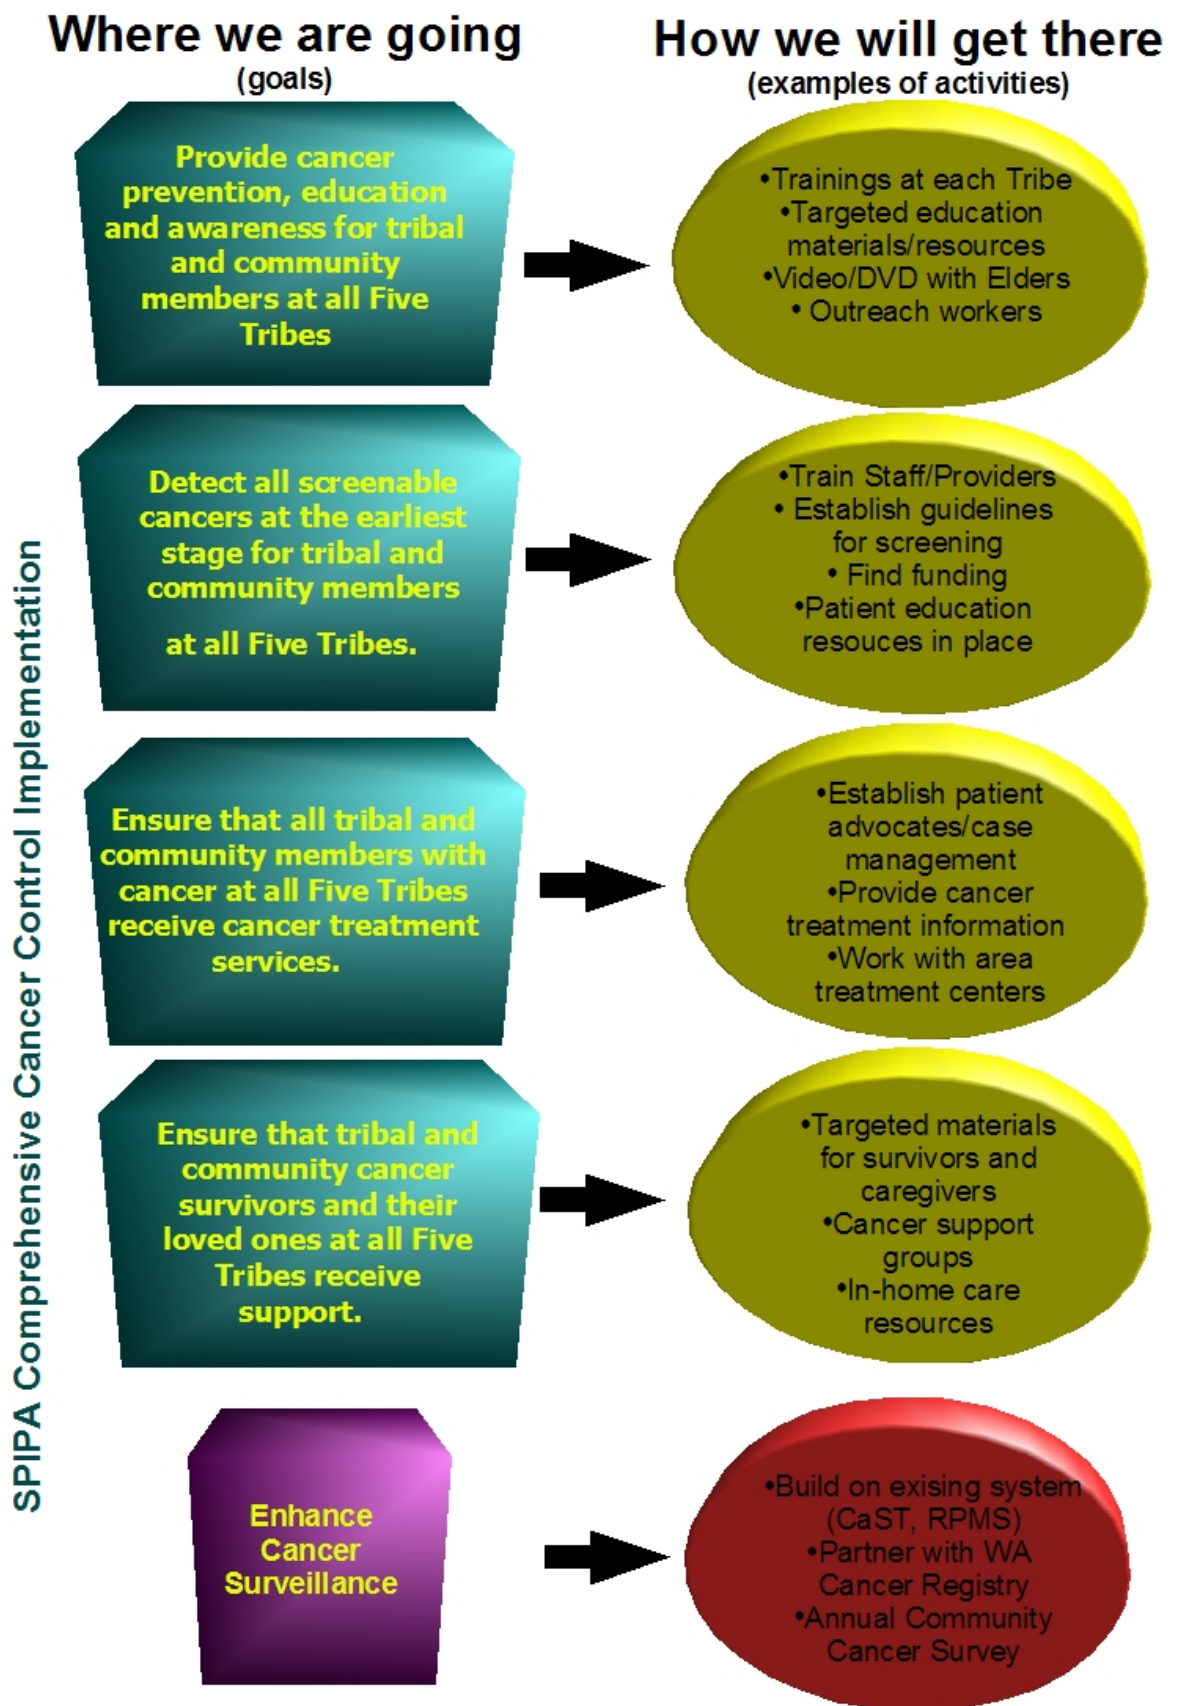 Where we are going
(goals)
How we will get there
(examples of activities)
SPIPA Comprehensive Cancer Control Implementation
Provide cancer
prevention, education
and awareness for tribal
and community
members at all Five
Tribes
•Trainings at each Tribe
•Targeted education
materials/resources
•Video/DVD with Elders
• Outreach workers
Detect all screenable
cancers at the earliest
stage for tribal and
community members
at all Five Tribes.
•Train Staff/Providers
• Establish guidelines
for screening
• Find funding
•Patient education
resouces in place
Ensure that all tribal and
community members with
cancer at all Five Tribes
receive cancer treatment
services.
•Establish patient
advocates/case
management
•Provide cancer
treatment information
•Work with area
treatment centers
Ensure that tribal and
community cancer
survivors and their
loved ones at all Five
Tribes receive
support.
•Targeted materials
for survivors and
caregivers
•Cancer support
groups
•In-home care
resources
Enhance
Cancer
Surveillance
•Build on exising system
(CaST, RPMS)
•Partner with WA
Cancer Registry
•Annual Community
Cancer Survey